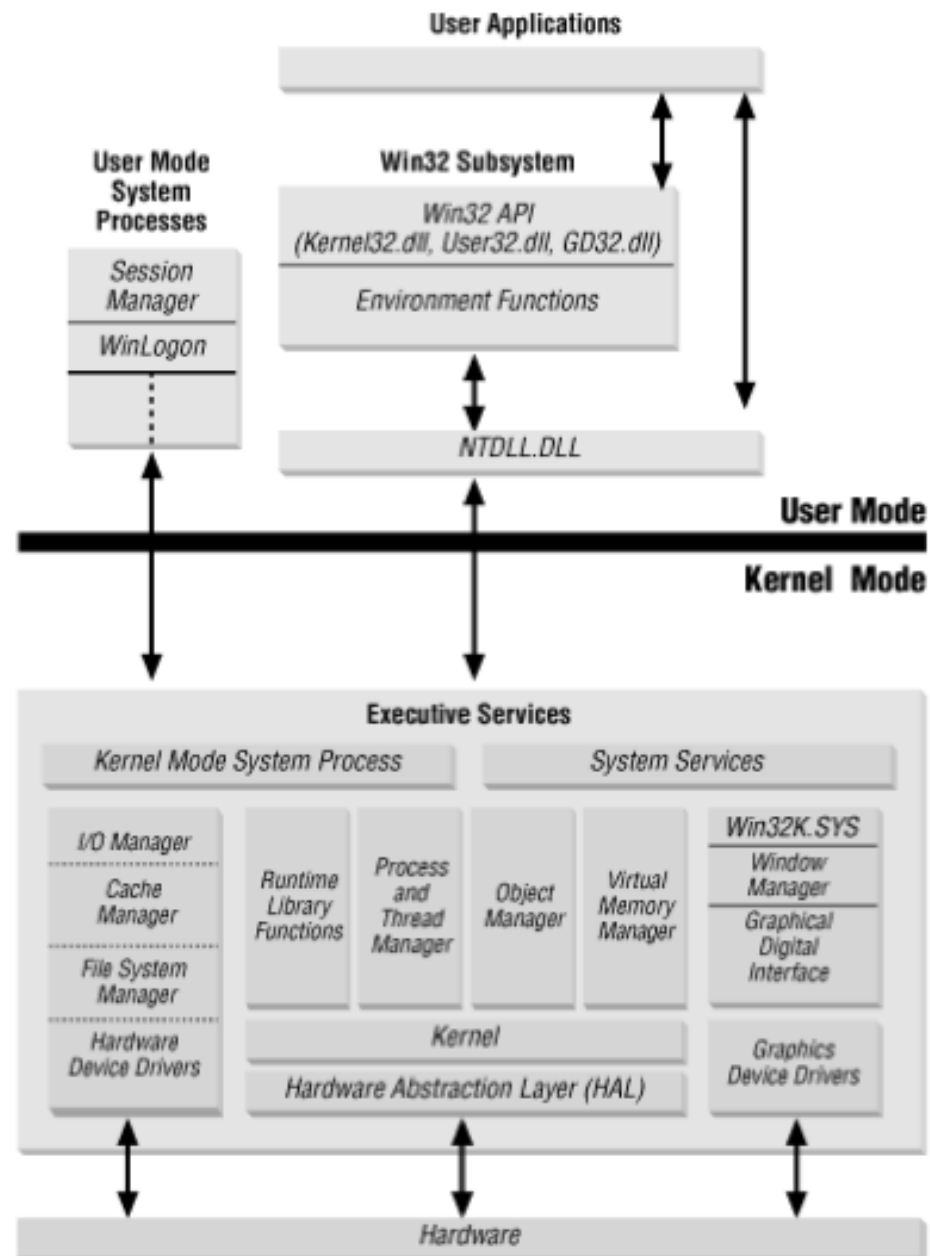 User Applications
User Mode
System
Processes
Win32 Subsystem
Win32 API
(Kernel32.dll, User32.dll, GD32.dll)
Environment Functions
Session
Manager
WinLogon
NTDLL.DLL
User Mode
Kernel Mode
Executive Services
Kernel Mode System Process
System Services
I/O Manager
Cache
Manager
File System
Manager
Hardware
Device Drivers
Runtime
Library
Functions
Process
and
Thread
Manager
Object
Manager
Virtual
Memory
Manager
Win32K.SYS
Window
Manager
Graphical
Digital
Interface
Kernel
Hardware Abstraction Layer (HAL)
Graphics
Device Drivers
Hardware